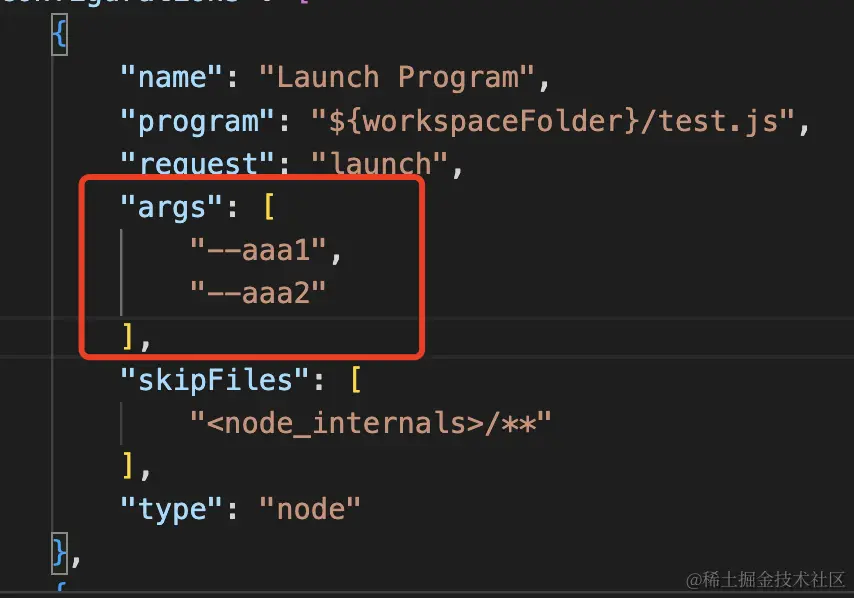 {
"name": "Launch Program",
"program": "${workspaceFolder}/test.js",
"request": "launch",
"args": [
"--aaa1",
"--aaa2"
],
"skipFiles": [
"<node_internals>/**"
],
"type": "node"
},
{
@稀土掘金技术社区